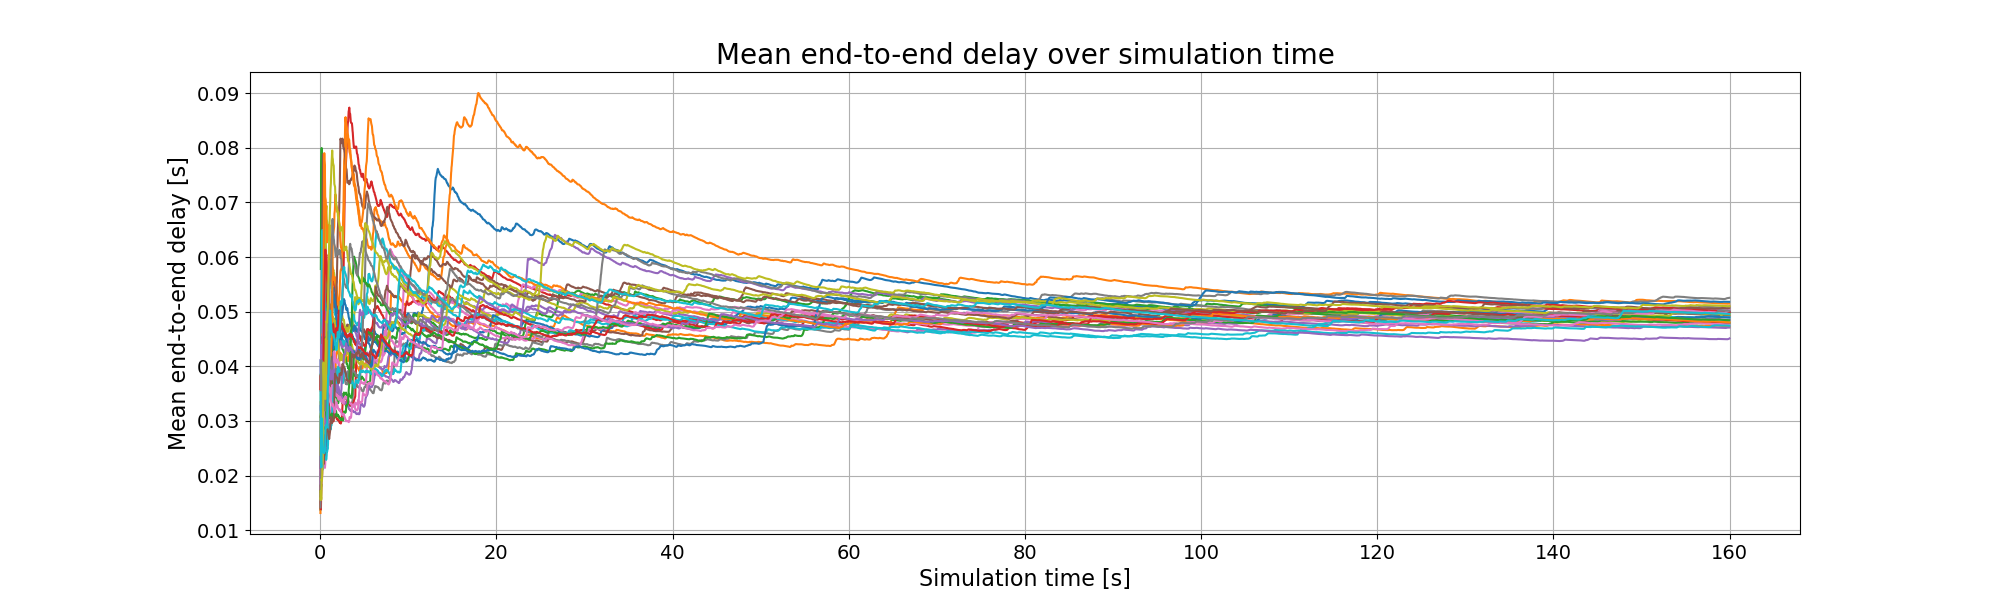 Mean end-to-end delay over simulation time
Mean end-to-end delay [s]
0.09
0.08
0.07
0.06
0.05
0.04
0.03
0.02
0.01
0 20 40 60 80 100 120 140 160
Simulation time [s]